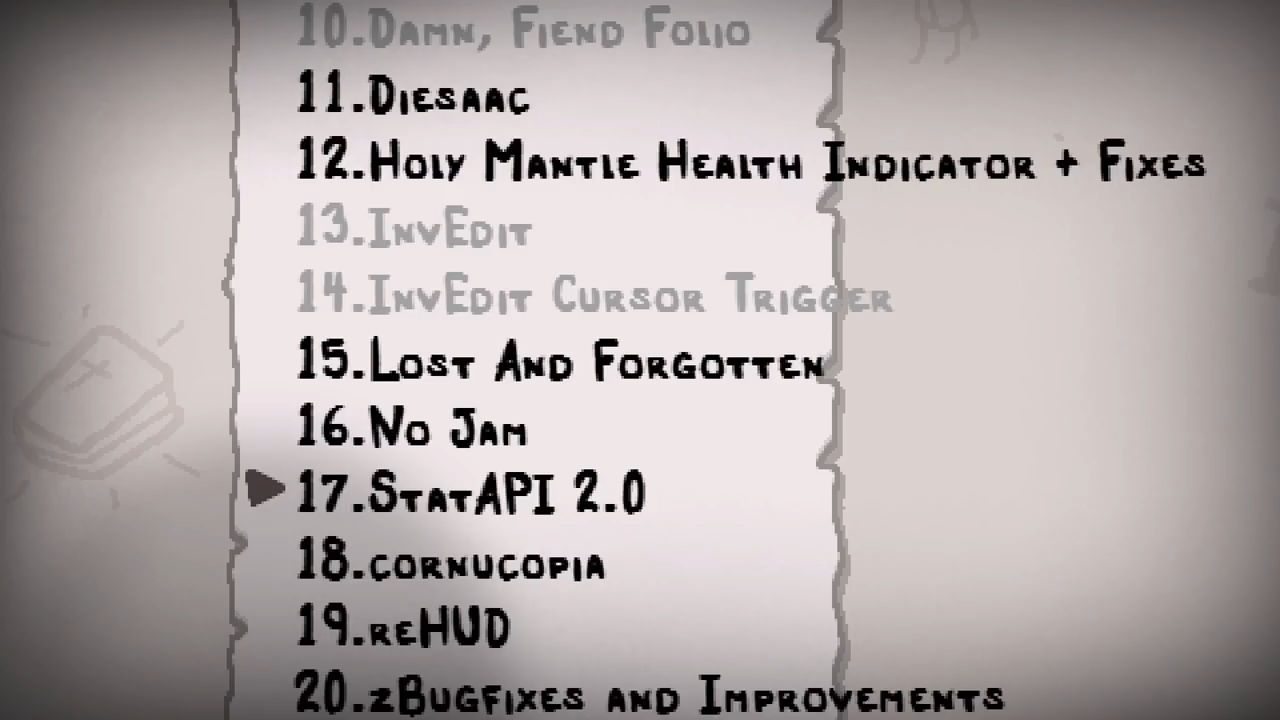 10.Damn, Fiend Folio
11.Diesaac
12.Holy Mantle Health Indicator + Fixes
13.InvEdit
14.InvEdit Cursor Trigger
15.Lost And Forgotten
16.No Jam
17.StatAPI 2.0
18.cornucopia
19.reHUD
20.zBugfixes and Improvements